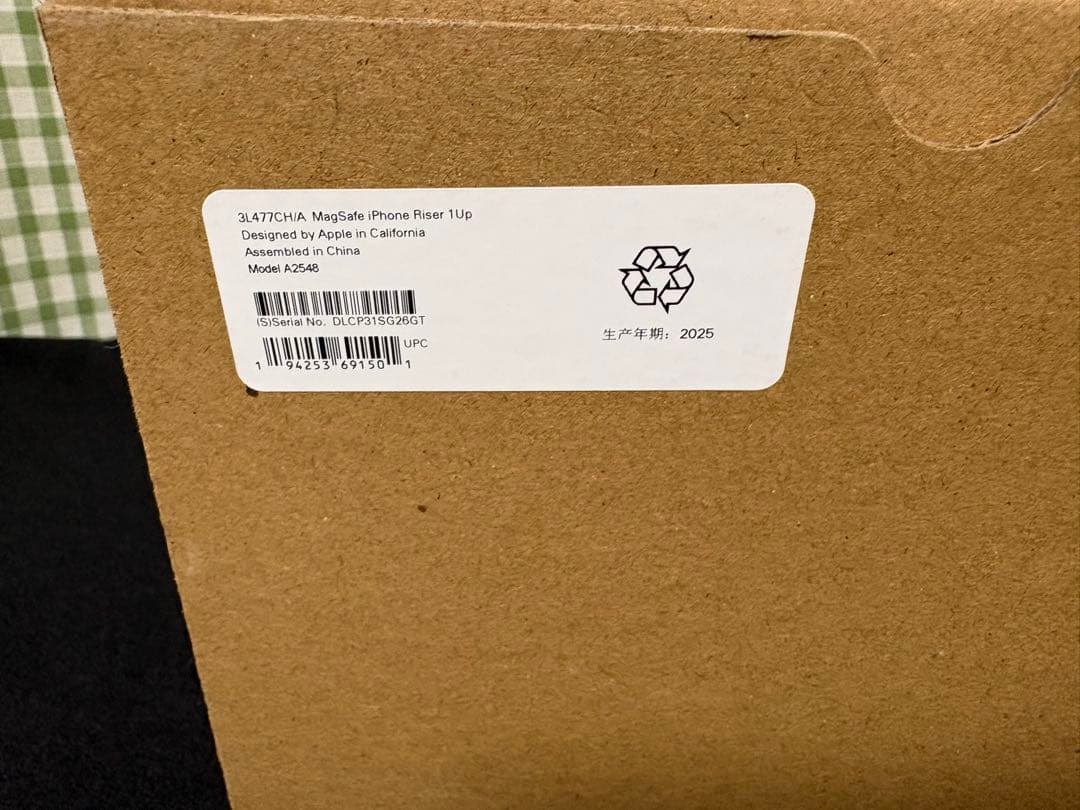 3L477CH/A MagSafe iPhone Riser 1Up
Designed by Apple in California
Assembled in China
Model A2548
(S)Serial No. DLCP31SG26GT
UPC
1 94253 69150 1
生产年期：2025